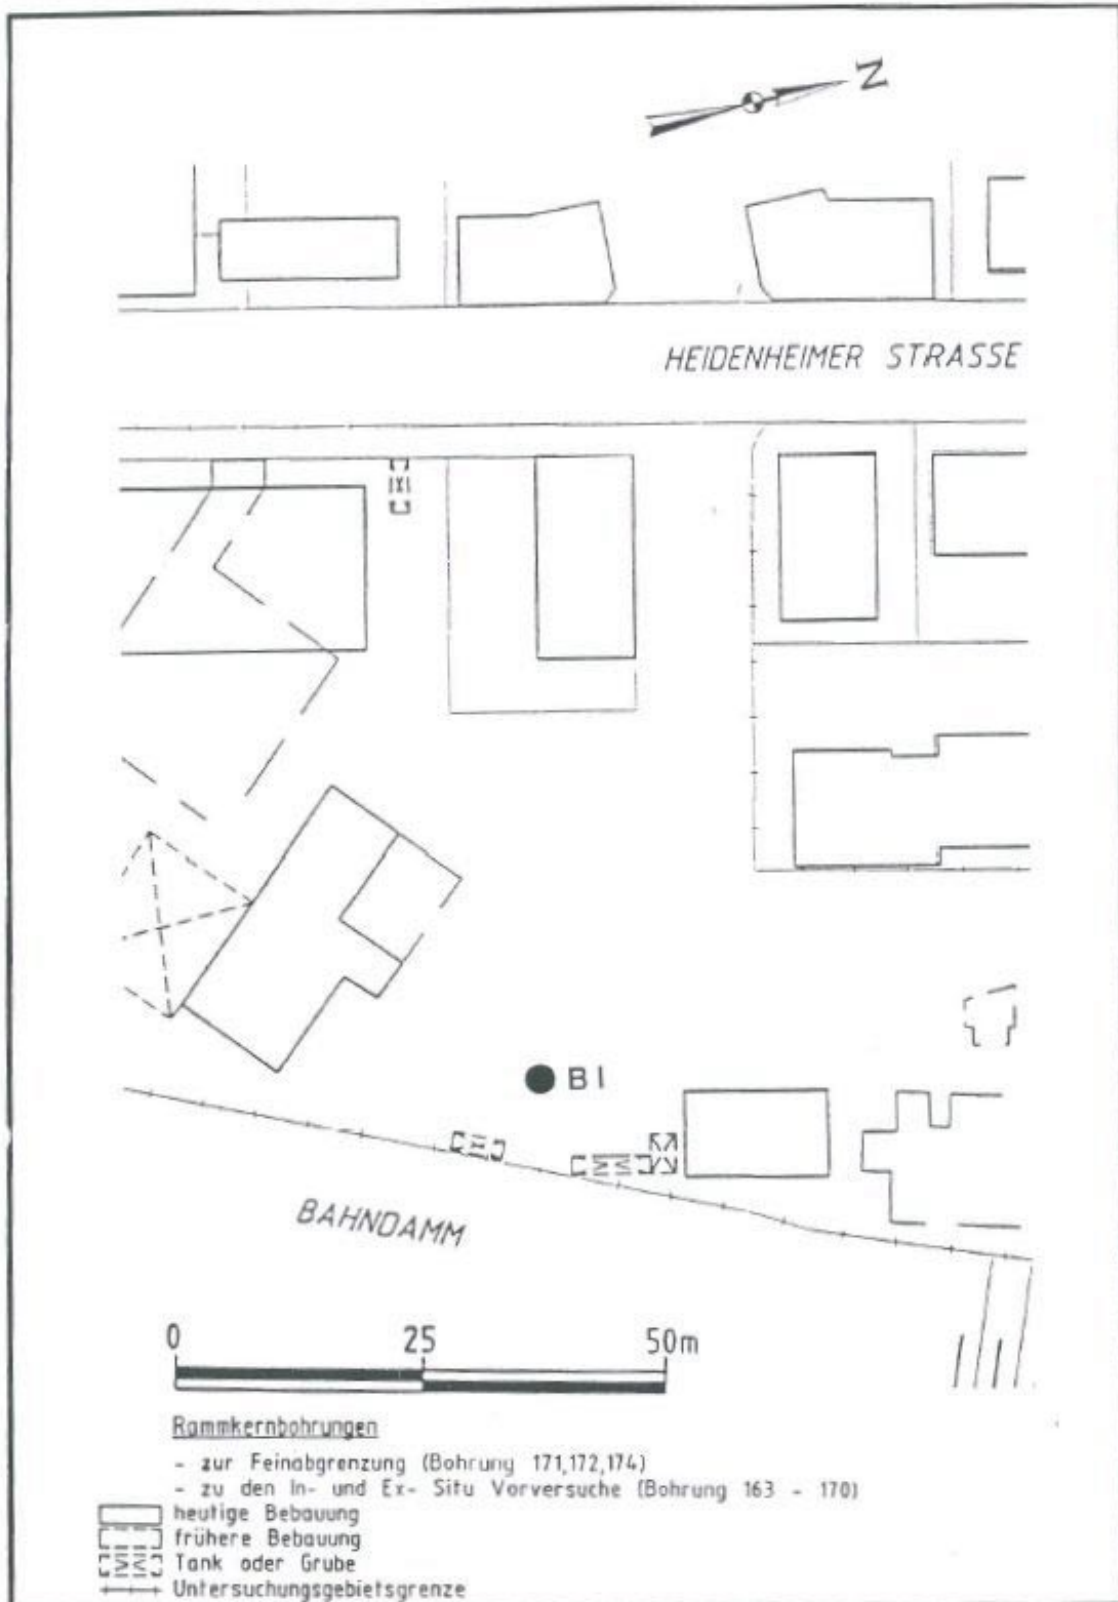 N
HEIDENHEIMER STRASSE
B1
BAHNDAMM
0 25 50m
Rammkernbohrungen
- zur Feinabgrenzung (Bohrung 171,172,174)
- zu den In- und Ex- Situ Vorversuche (Bohrung 163 - 170)
heutige Bebauung
frühere Bebauung
Tank oder Grube
Untersuchungsgebietsgrenze